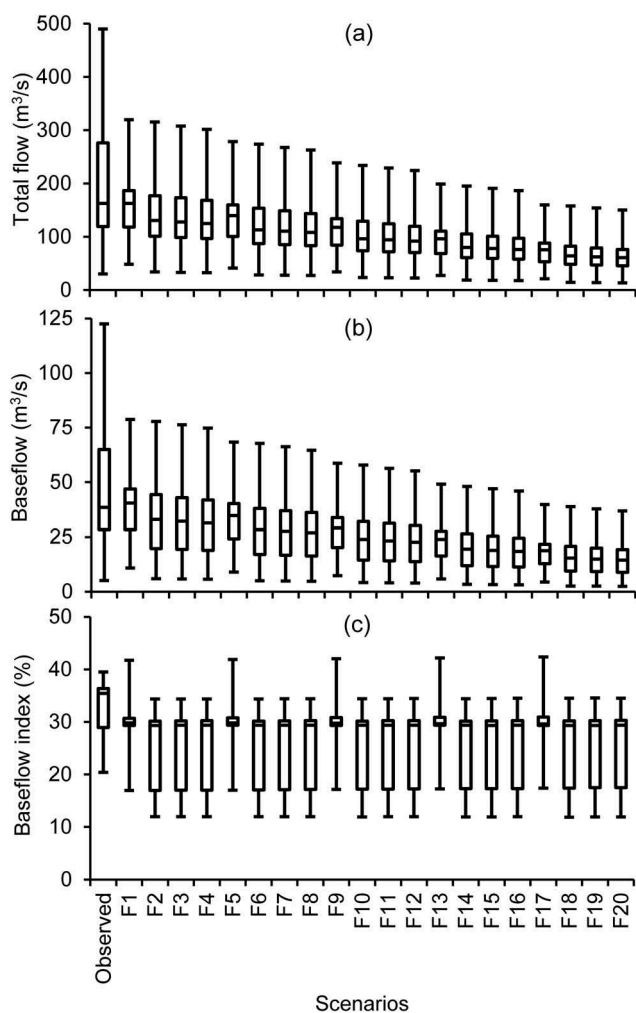 (a)
Total flow (m³/s)
500
400
300
200
100
0
(b)
Baseflow (m³/s)
125
100
75
50
25
0
(c)
Baseflow index (%)
50
40
30
20
10
0
Observed
F1
F2
F3
F4
F5
F6
F7
F8
F9
F10
F11
F12
F13
F14
F15
F16
F17
F18
F19
F20
Scenarios